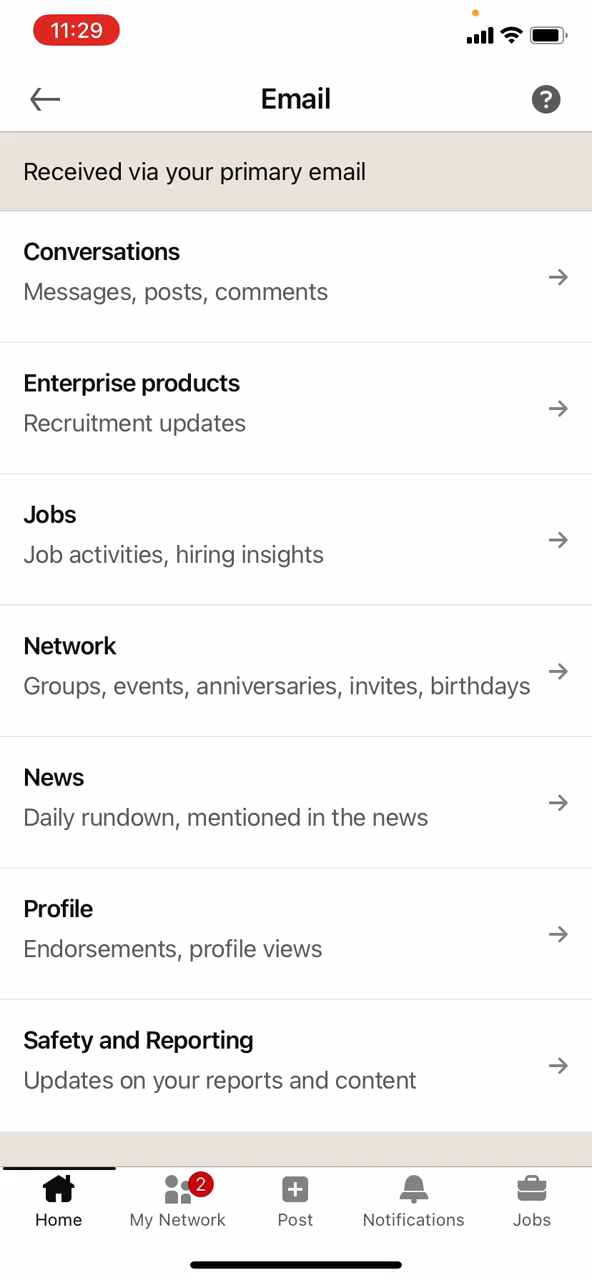 11:29
Email
?
Received via your primary email
Conversations
Messages, posts, comments
Enterprise products
Recruitment updates
Jobs
Job activities, hiring insights
Network
Groups, events, anniversaries, invites, birthdays
News
Daily rundown, mentioned in the news
Profile
Endorsements, profile views
Safety and Reporting
Updates on your reports and content
2
Home My Network Post Notifications Jobs